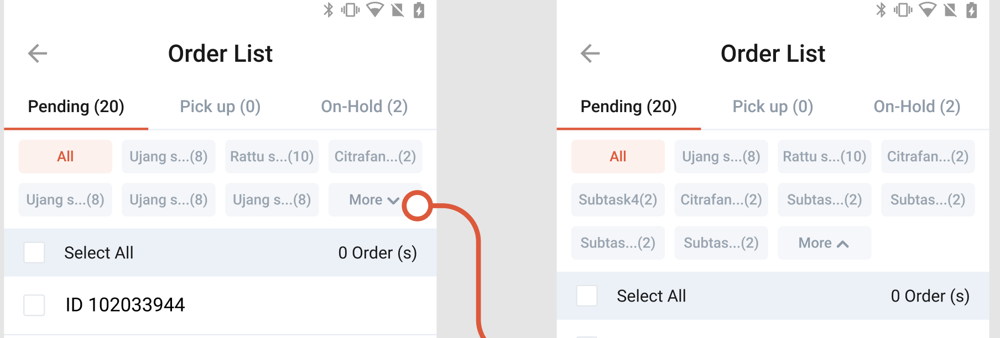 Order List
Pending (20) Pick up (0) On-Hold (2)
All Ujang s...(8) Rattu s...(10) Citrafan...(2)
Ujang s...(8) Ujang s...(8) Ujang s...(8) More
Select All 0 Order (s)
ID 102033944
Order List
Pending (20) Pick up (0) On-Hold (2)
All Ujang s...(8) Rattu s...(10) Citrafan...(2)
Subtask4(2) Citrafan...(2) Subtas...(2) Subtas...(2)
Subtas...(2) Subtas...(2) More
Select All 0 Order (s)